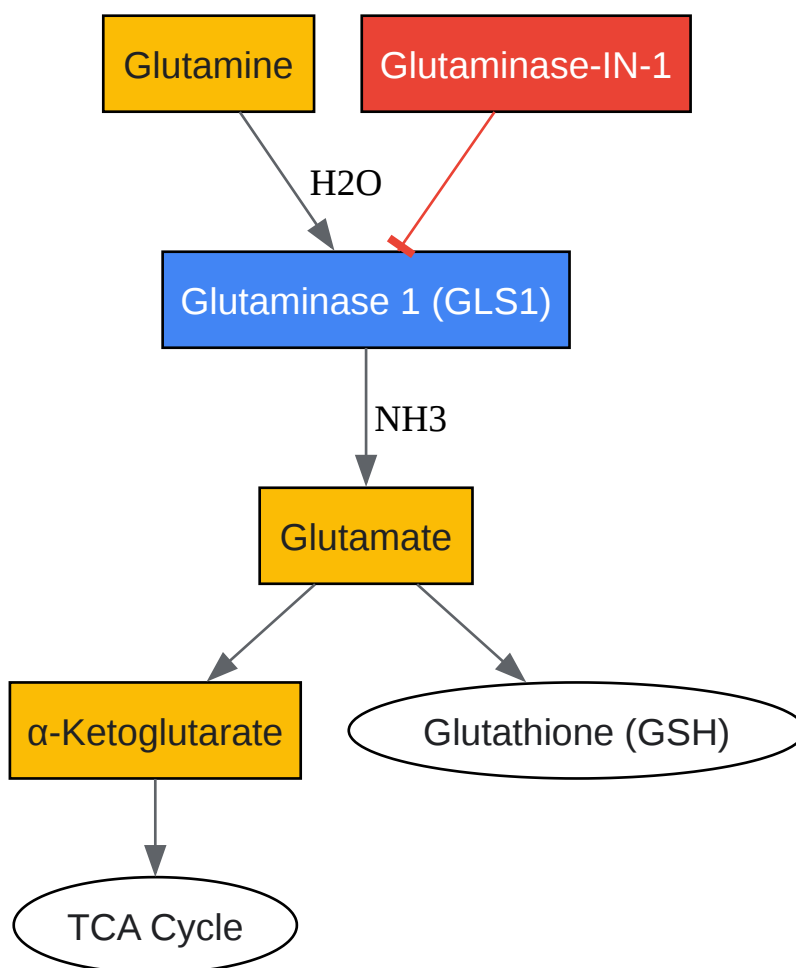 Glutamine
Glutaminase-IN-1
H2O
Glutaminase 1 (GLS1)
NH3
Glutamate
α-Ketoglutarate
Glutathione (GSH)
TCA Cycle